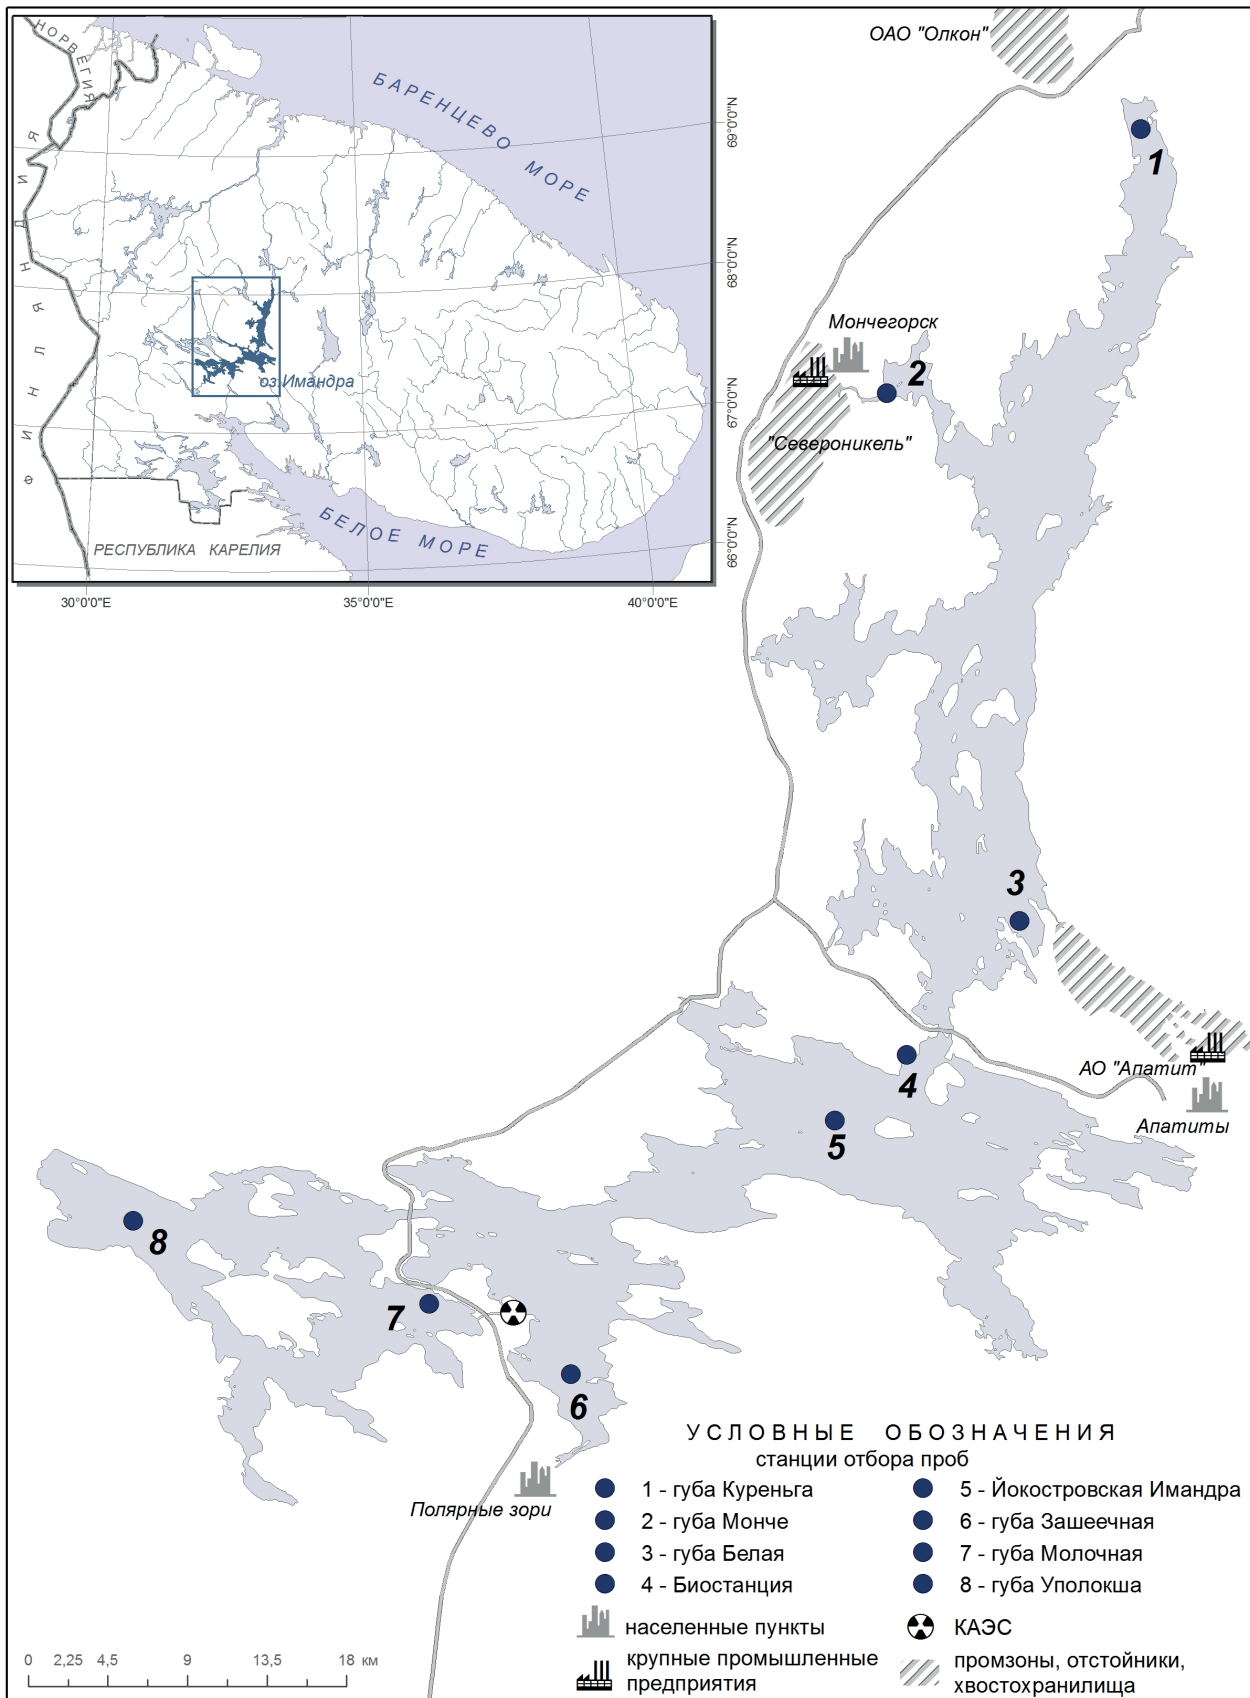 НОРВЕГИЯ
ФИНЛЯНДИЯ
БАРЕНЦЕВО МОРЕ
оз.Имандра
БЕЛОЕ МОРЕ
РЕСПУБЛИКА КАРЕЛИЯ
69°0'0"N
68°0'0"N
67°0'0"N
66°0'0"N
30°0'0"E
35°0'0"E
40°0'0"E
ОАО "Олкон"
1
Мончегорск
2
"Североникель"
3
АО "Апатит"
4
Апатиты
5
8
7
6
Полярные зори
УСЛОВНЫЕ ОБОЗНАЧЕНИЯ
станции отбора проб
1 - губа Куреньга
2 - губа Монче
3 - губа Белая
4 - Биостанция
5 - Йокостровская Имандра
6 - губа Зашеечная
7 - губа Молочная
8 - губа Уполокша
населенные пункты
КАЭС
крупные промышленные
предприятия
промзоны, отстойники,
хвостохранилища
0 2,25 4,5 9 13,5 18 км